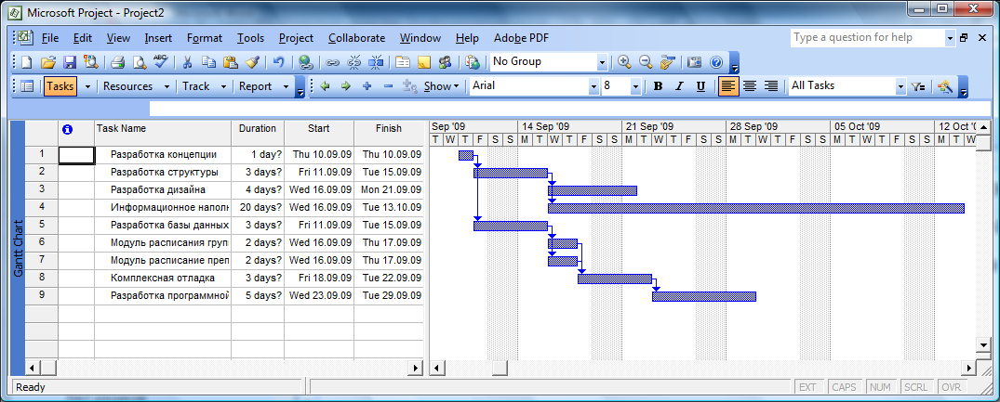 Microsoft Project - Project2
File Edit View Insert Format Tools Project Collaborate Window Help Adobe PDF Type a question for help
No Group
Tasks Resources Track Report Show Arial 8 B I U All Tasks
Task Name Duration Start Finish Sep '09 14 Sep '09 21 Sep '09 28 Sep '09 05 Oct '09 12 Oct '0
T W T F S S M T W T F S S M T W T F S S M T W T F S S M T W T F S S M T W
1 Разработка концепции 1 day? Thu 10.09.09 Thu 10.09.09
2 Разработка структуры 3 days? Fri 11.09.09 Tue 15.09.09
3 Разработка дизайна 4 days? Wed 16.09.09 Mon 21.09.09
4 Информационное наполн 20 days? Wed 16.09.09 Tue 13.10.09
5 Разработка базы данных 3 days? Fri 11.09.09 Tue 15.09.09
6 Модуль расписания груп 2 days? Wed 16.09.09 Thu 17.09.09
7 Модуль расписание преп 2 days? Wed 16.09.09 Thu 17.09.09
8 Комплексная отладка 3 days? Fri 18.09.09 Tue 22.09.09
9 Разработка программной 5 days? Wed 23.09.09 Tue 29.09.09
Gantt Chart
Ready EXT CAPS NUM SCRL OVR